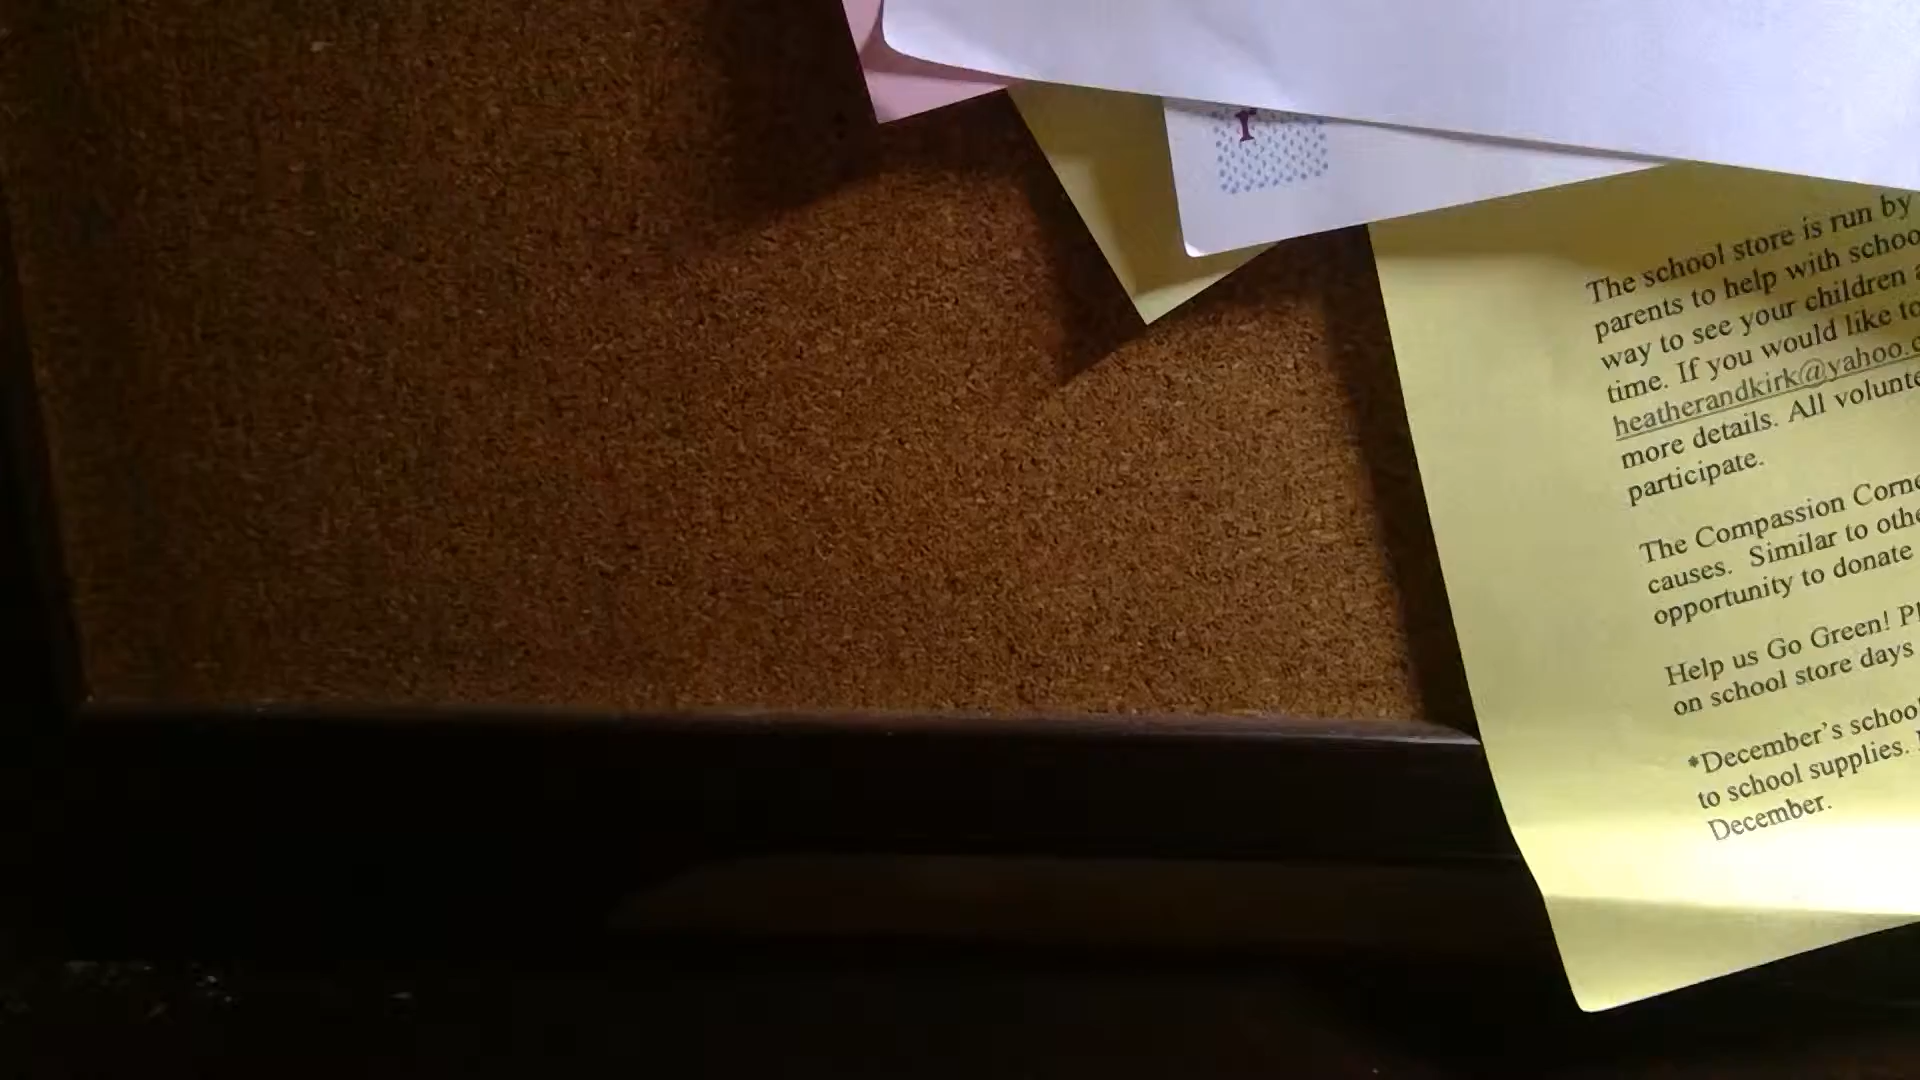 r
The school store is run by
parents to help with schoo
way to see your children a
time. If you would like to
heatherandkirk@yahoo.c
more details. All volunte
participate.
The Compassion Corne
causes. Similar to othe
opportunity to donate
Help us Go Green! Pl
on school store days
*December's school
to school supplies.
December.